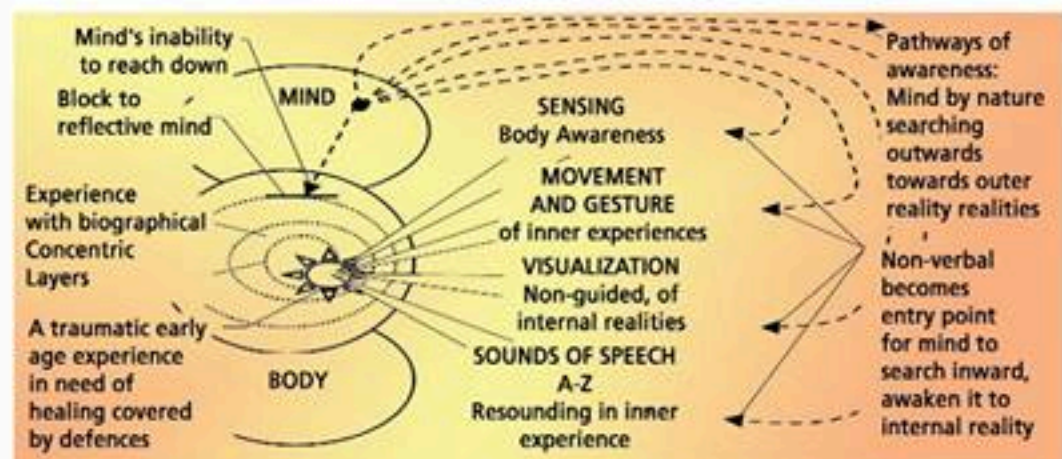 Mind's inability
to reach down
Block to
reflective mind
MIND
Experience
with biographical
Concentric
Layers
A traumatic early
age experience
in need of
healing covered
by defences
BODY
SENSING
Body Awareness
MOVEMENT
AND GESTURE
of inner experiences
VISUALIZATION
Non-guided, of
internal realities
SOUNDS OF SPEECH
A-Z
Resounding in inner
experience
Pathways of
awareness:
Mind by nature
searching
outwards
towards outer
reality realities
Non-verbal
becomes
entry point
for mind to
search inward,
awaken it to
internal reality